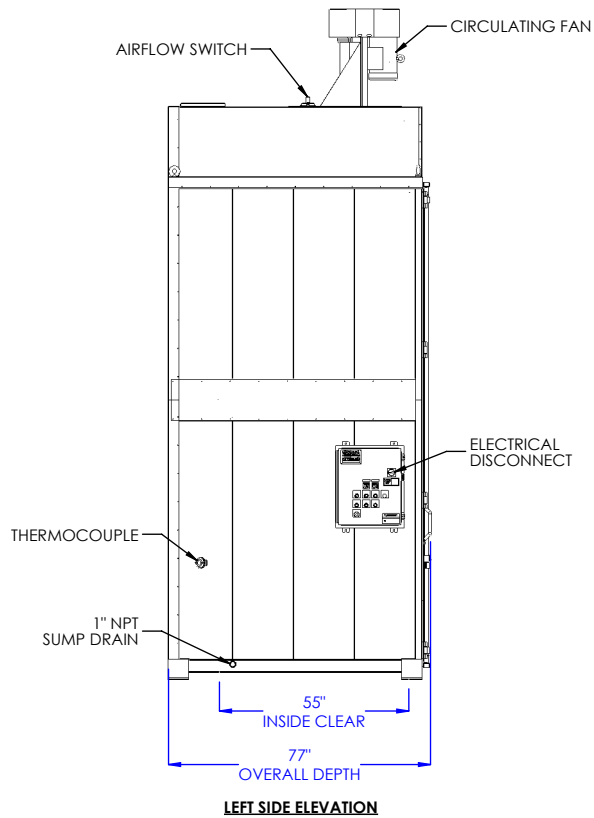 CIRCULATING FAN
AIRFLOW SWITCH
ELECTRICAL
DISCONNECT
THERMOCOUPLE
1" NPT
SUMP DRAIN
55"
INSIDE CLEAR
77"
OVERALL DEPTH
LEFT SIDE ELEVATION